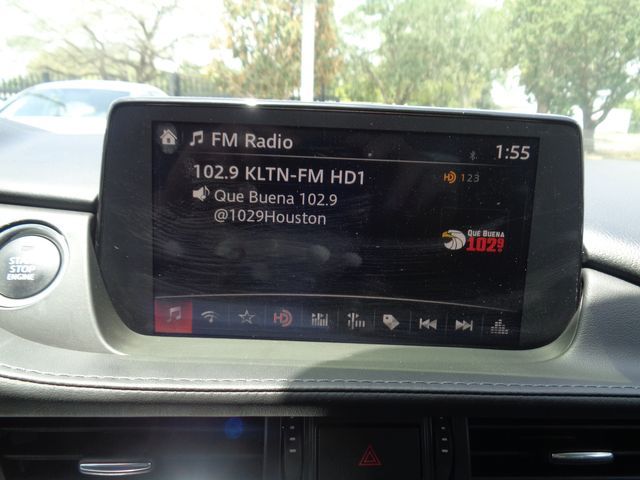 FM Radio
1:55
102.9 KLTN-FM HD1
HD 123
Que Buena 102.9
@1029Houston
QUE BUENA
102.9
HD
START
STOP
ENGINE